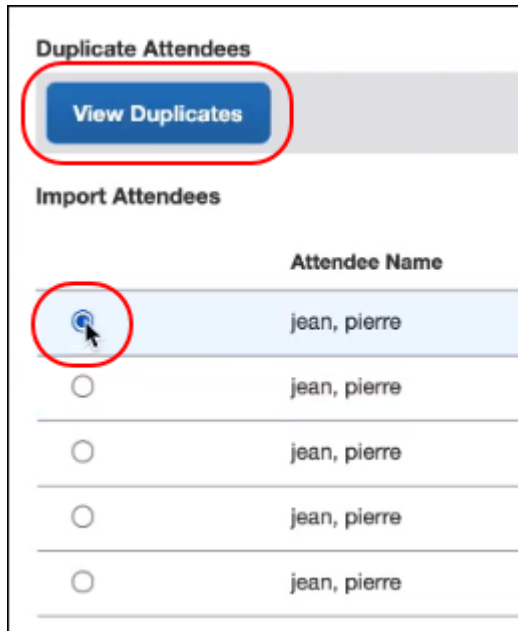 Duplicate Attendees
View Duplicates
Import Attendees
Attendee Name
jean, pierre
jean, pierre
jean, pierre
jean, pierre
jean, pierre